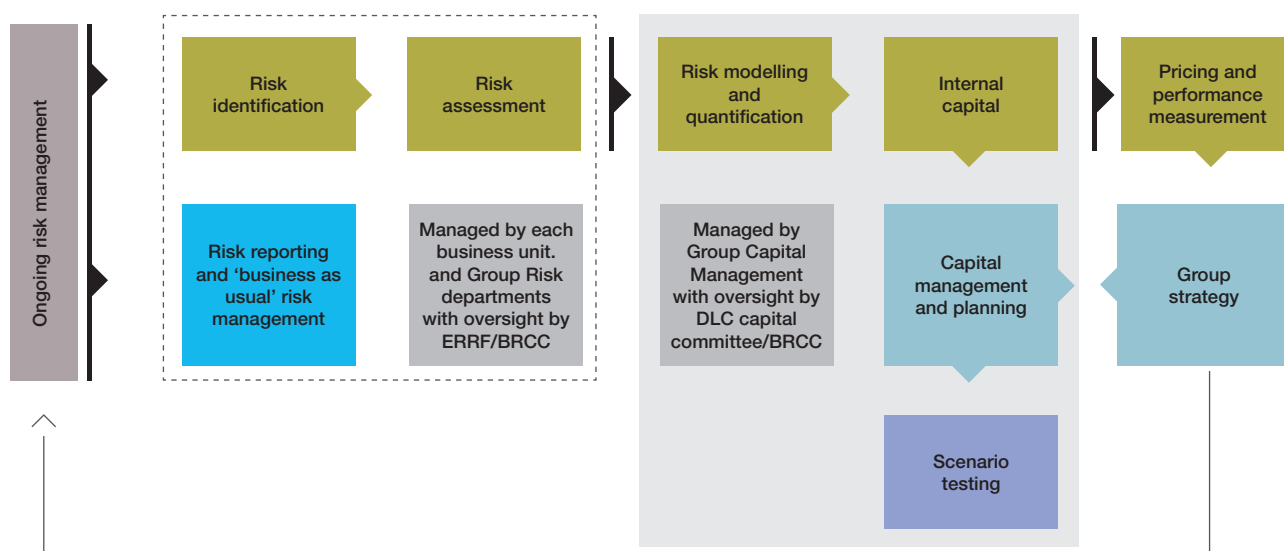 Ongoing risk management
Risk
identification
Risk
assessment
Risk modelling
and
quantification
Internal
capital
Pricing and
performance
measurement
Risk reporting
and ‘business as
usual’ risk
management
Managed by each
business unit.
and Group Risk
departments
with oversight by
ERRF/BRCC
Managed by
Group Capital
Management
with oversight by
DLC capital
committee/BRCC
Capital
management
and planning
Group
strategy
Scenario
testing